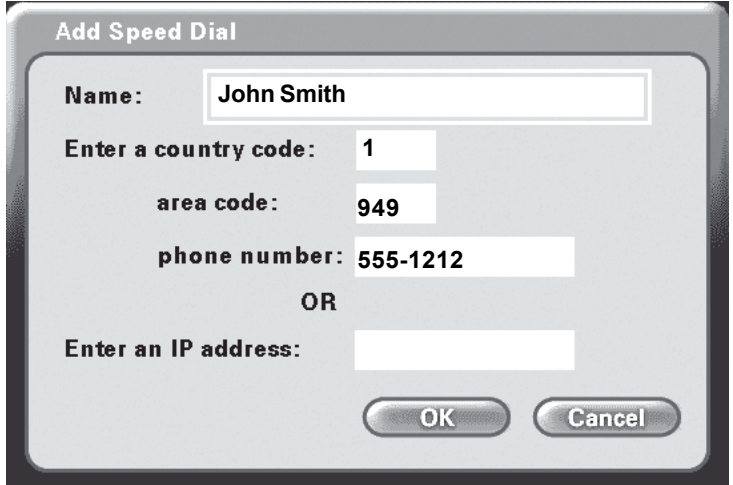 Add Speed Dial
Name: John Smith
Enter a country code: 1
area code: 949
phone number: 555-1212
OR
Enter an IP address:
OK Cancel